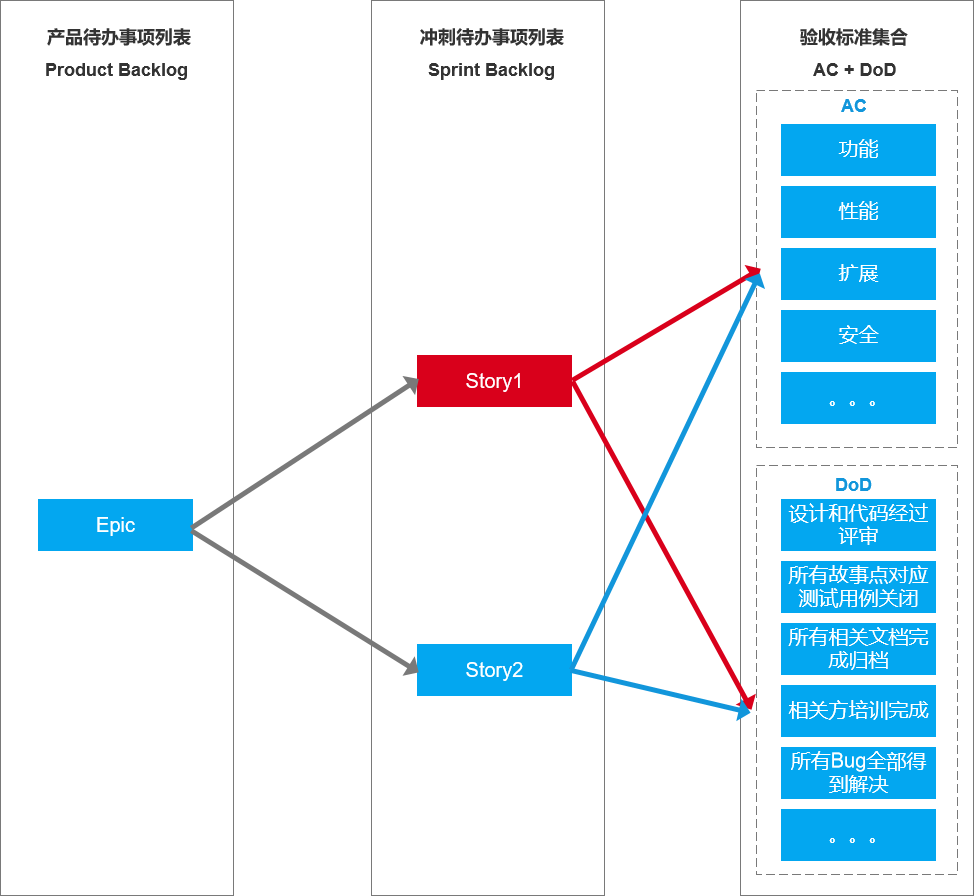 产品待办事项列表
Product Backlog
冲刺待办事项列表
Sprint Backlog
验收标准集合
AC + DoD
AC
功能
性能
扩展
安全
。。。
Epic
Story1
Story2
DoD
设计和代码经过
评审
所有故事点对应
测试用例关闭
所有相关文档完
成归档
相关方培训完成
所有Bug全部得
到解决
。。。